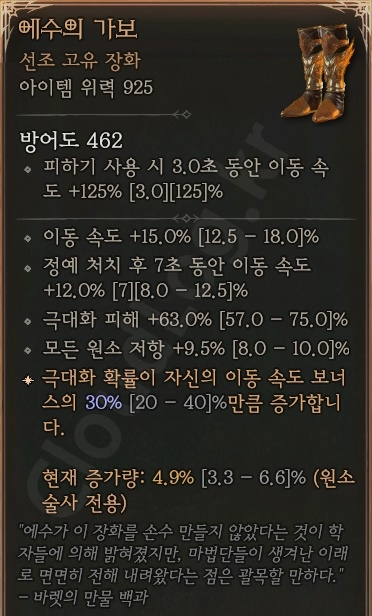 에수의 가보
선조 고유 장화
아이템 위력 925
방어도 462
피하기 사용 시 3.0초 동안 이동 속
도 +125% [3.0][125]%
이동 속도 +15.0% [12.5 – 18.0]%
정예 처치 후 7초 동안 이동 속도
+12.0% [7][8.0 – 12.5]%
극대화 피해 +63.0% [57.0 – 75.0]%
모든 원소 저항 +9.5% [8.0 – 10.0]%
극대화 확률이 자신의 이동 속도 보너
스의 30% [20 – 40]%만큼 증가합니
다.
현재 증가량: 4.9% [3.3 – 6.6]% (원소
술사 전용)
"에수가 이 장화를 손수 만들지 않았다는 것이 학
자들에 의해 밝혀졌지만, 마법단들이 생겨난 이래
로 면면히 전해 내려왔다는 점은 괄목할 만하다."
– 바렛의 만물 백과